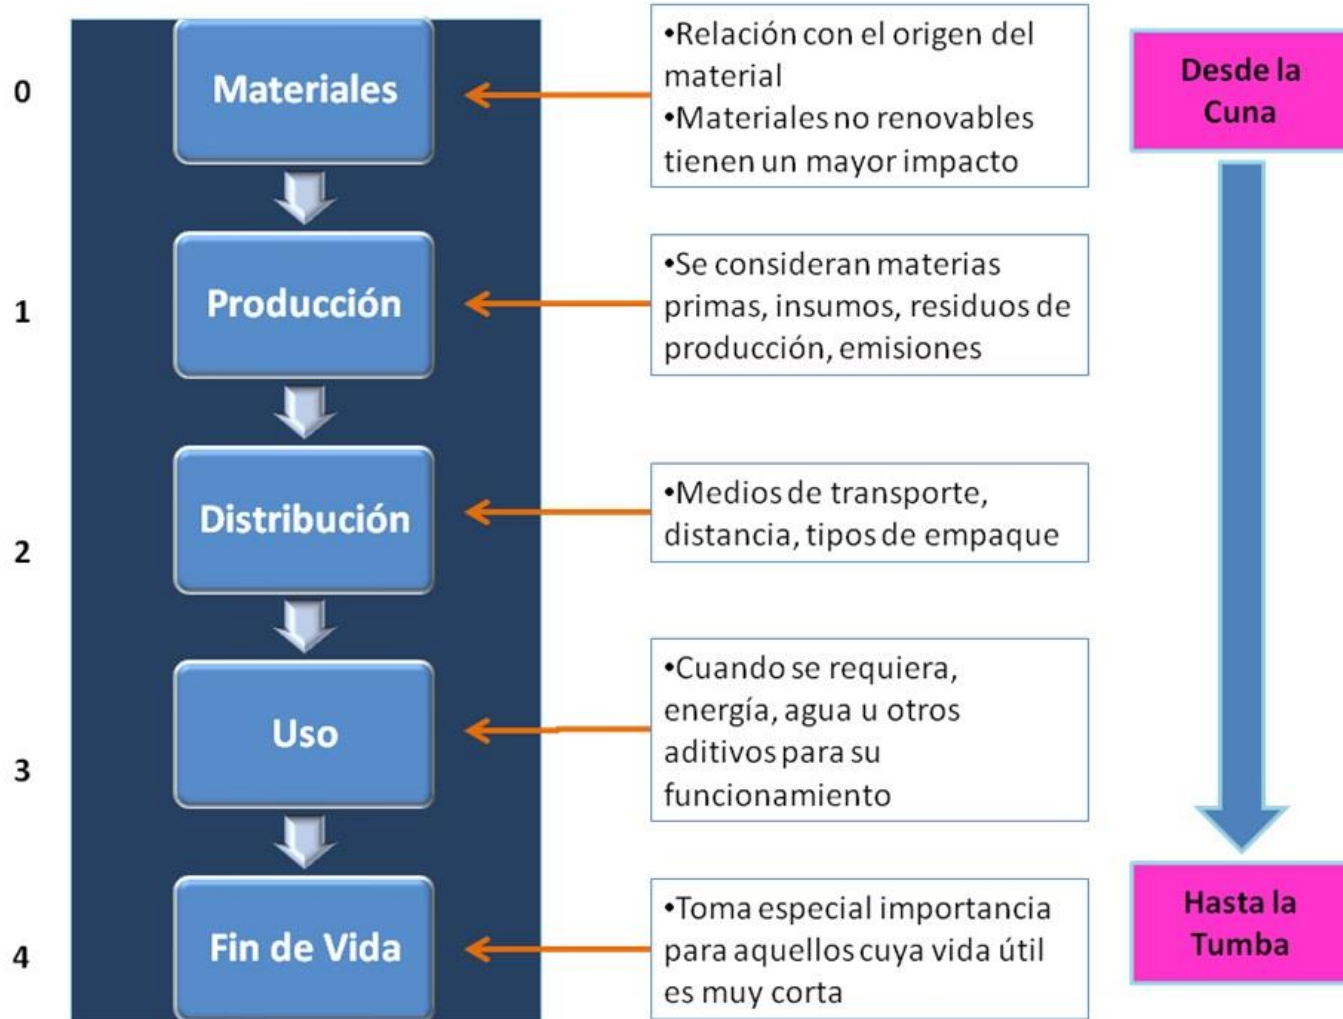 0
Materiales
•Relación con el origen del
material
•Materiales no renovables
tienen un mayor impacto
Desde la
Cuna
1
Producción
•Se consideran materias
primas, insumos, residuos de
producción, emisiones
2
Distribución
•Medios de transporte,
distancia, tipos de empaque
3
Uso
•Cuando se requiera,
energía, agua u otros
aditivos para su
funcionamiento
4
Fin de Vida
•Toma especial importancia
para aquellos cuya vida útil
es muy corta
Hasta la
Tumba